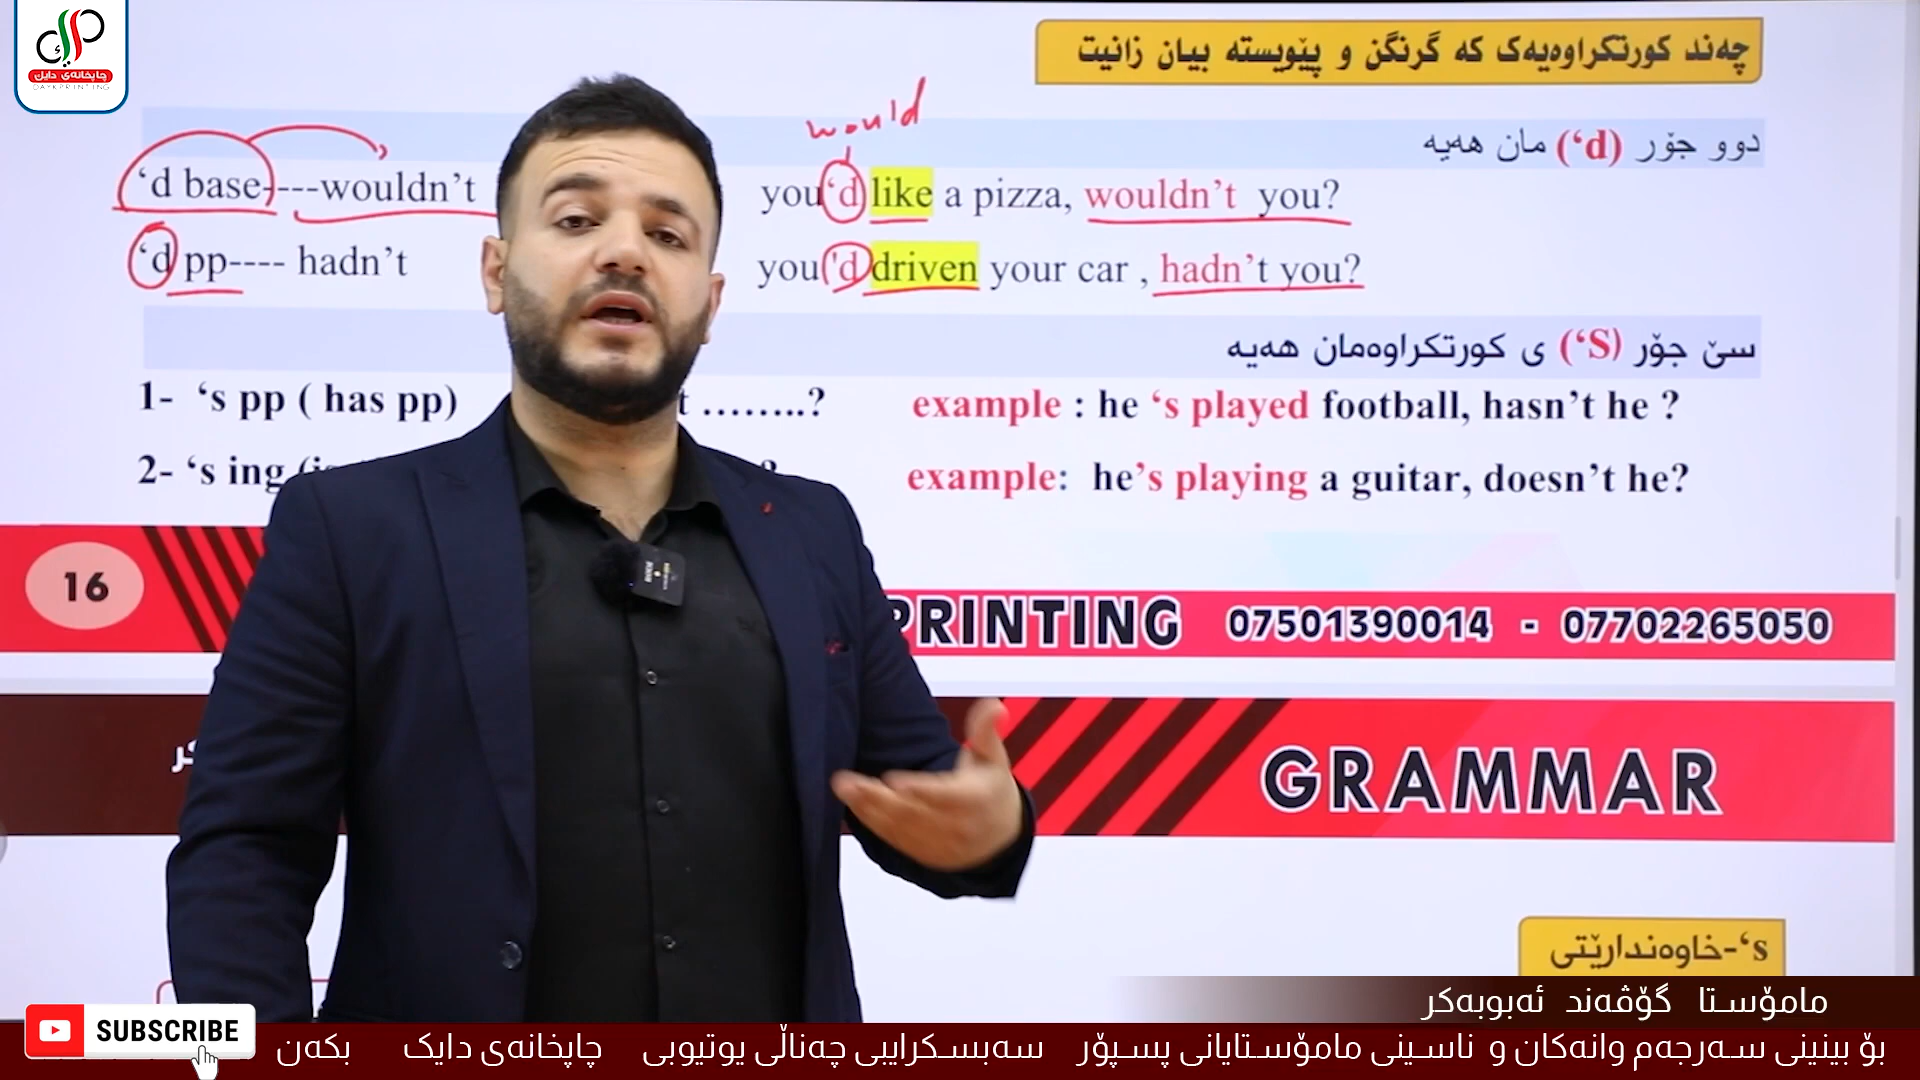 چاپخانەی دایک
DAYKPRINTING
چەند کورتکراوەیەک کە گرنگن و پێویستە بیان زانیت
دوو جۆر (‘d) مان هەیە
would
‘d base----wouldn’t
you‘d like a pizza, wouldn’t you?
‘d pp---- hadn’t
you'd driven your car , hadn’t you?
سێ جۆر (‘S) ی کورتکراوەمان هەیە
1- ‘s pp ( has pp)
t ........?
example : he ‘s played football, hasn’t he ?
2- ‘s ing
?
example: he’s playing a guitar, doesn’t he?
16
PRINTING 07501390014 - 07702265050
GRAMMAR
‘s-خاوەندارێتی
مامۆستا گۆڤەند ئەبوبەکر
SUBSCRIBE
بۆ بینینی سەرجەم وانەکان و ناسینی مامۆستایانی پسپۆر سەبسکرایبی چەناڵی یوتیوبی چاپخانەی دایک بکەن